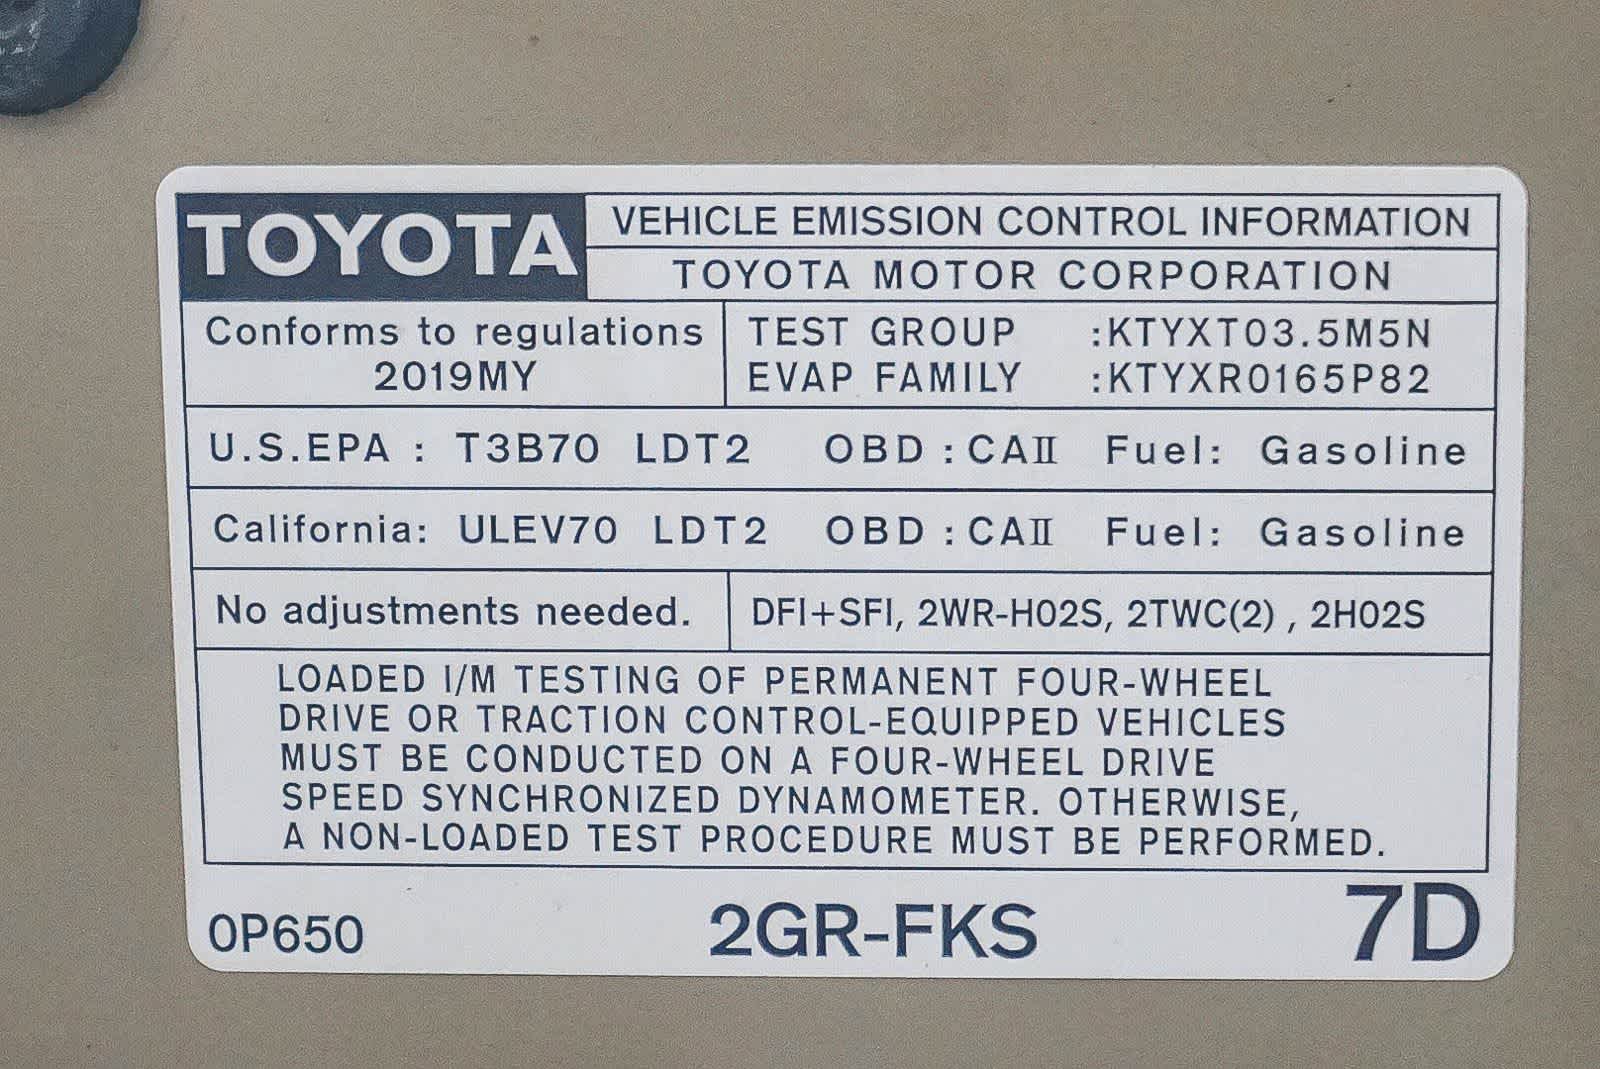 TOYOTA
VEHICLE EMISSION CONTROL INFORMATION
TOYOTA MOTOR CORPORATION
Conforms to regulations
2019MY
TEST GROUP :KTYXT03.5M5N
EVAP FAMILY :KTYXR0165P82
U.S.EPA : T3B70 LDT2 OBD : CAⅡ Fuel: Gasoline
California: ULEV70 LDT2 OBD : CAⅡ Fuel: Gasoline
No adjustments needed.
DFI+SFI, 2WR-HO2S, 2TWC(2) , 2HO2S
LOADED I/M TESTING OF PERMANENT FOUR-WHEEL
DRIVE OR TRACTION CONTROL-EQUIPPED VEHICLES
MUST BE CONDUCTED ON A FOUR-WHEEL DRIVE
SPEED SYNCHRONIZED DYNAMOMETER. OTHERWISE,
A NON-LOADED TEST PROCEDURE MUST BE PERFORMED.
0P650
2GR-FKS
7D